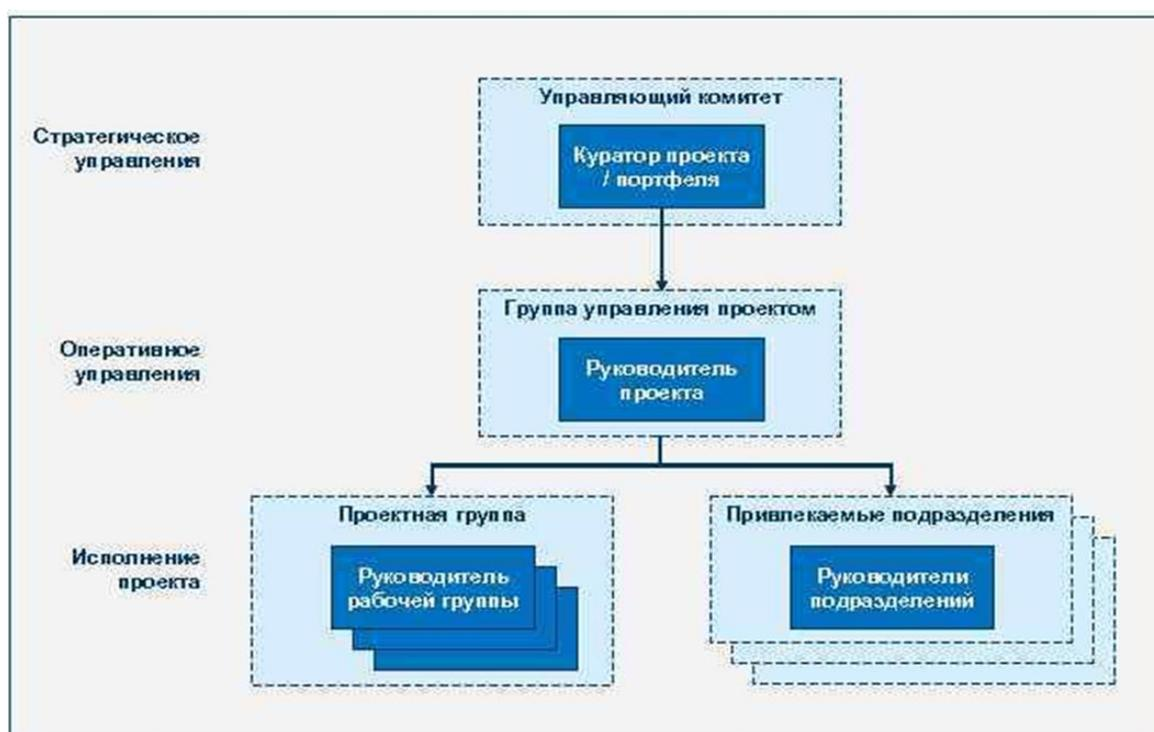 Управляющий комитет
Стратегическое
управления
Куратор проекта
/ портфеля
Группа управления проектом
Оперативное
управления
Руководитель
проекта
Проектная группа
Привлекаемые подразделения
Исполнение
проекта
Руководитель
рабочей группы
Руководители
подразделений